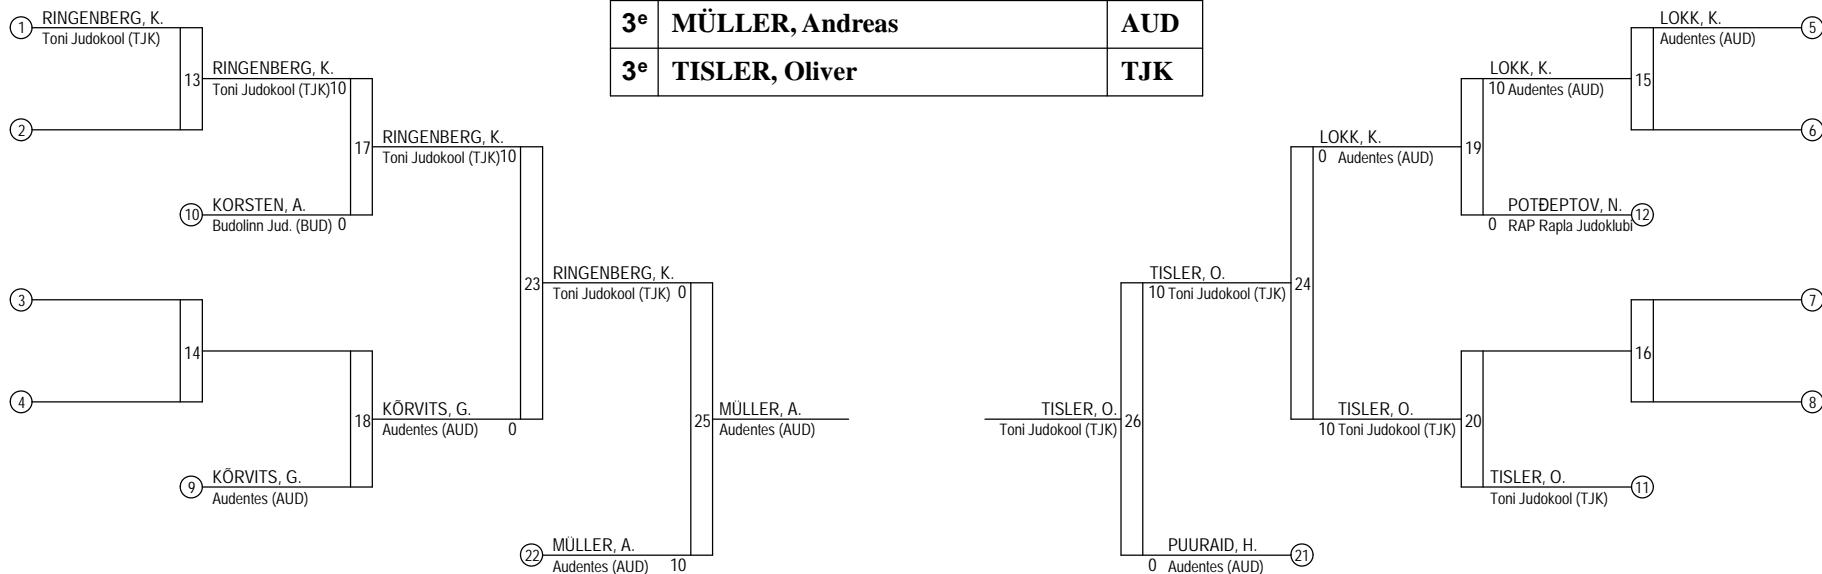 3e MÜLLER, Andreas AUD
3e TISLER, Oliver TJK
1 RINGENBERG, K.
Toni Judokool (TJK)
2
13 RINGENBERG, K.
Toni Judokool (TJK) 10
10 KORSTEN, A.
Budolinn Jud. (BUD) 0
17 RINGENBERG, K.
Toni Judokool (TJK) 10
3
4
14
9 KÕRVITS, G.
Audentes (AUD)
18 KÕRVITS, G.
Audentes (AUD) 0
23 RINGENBERG, K.
Toni Judokool (TJK) 0
22 MÜLLER, A.
Audentes (AUD) 10
25 MÜLLER, A.
Audentes (AUD)
LOKK, K. 5
Audentes (AUD)
6
LOKK, K. 15
10 Audentes (AUD)
POTĐEPTOV, N. 12
0 RAP Rapla Judoklubi
LOKK, K. 19
0 Audentes (AUD)
7
8
16
TISLER, O. 11
Toni Judokool (TJK)
TISLER, O. 20
10 Toni Judokool (TJK)
TISLER, O. 24
10 Toni Judokool (TJK)
PUURAID, H. 21
0 Audentes (AUD)
TISLER, O. 26
Toni Judokool (TJK)